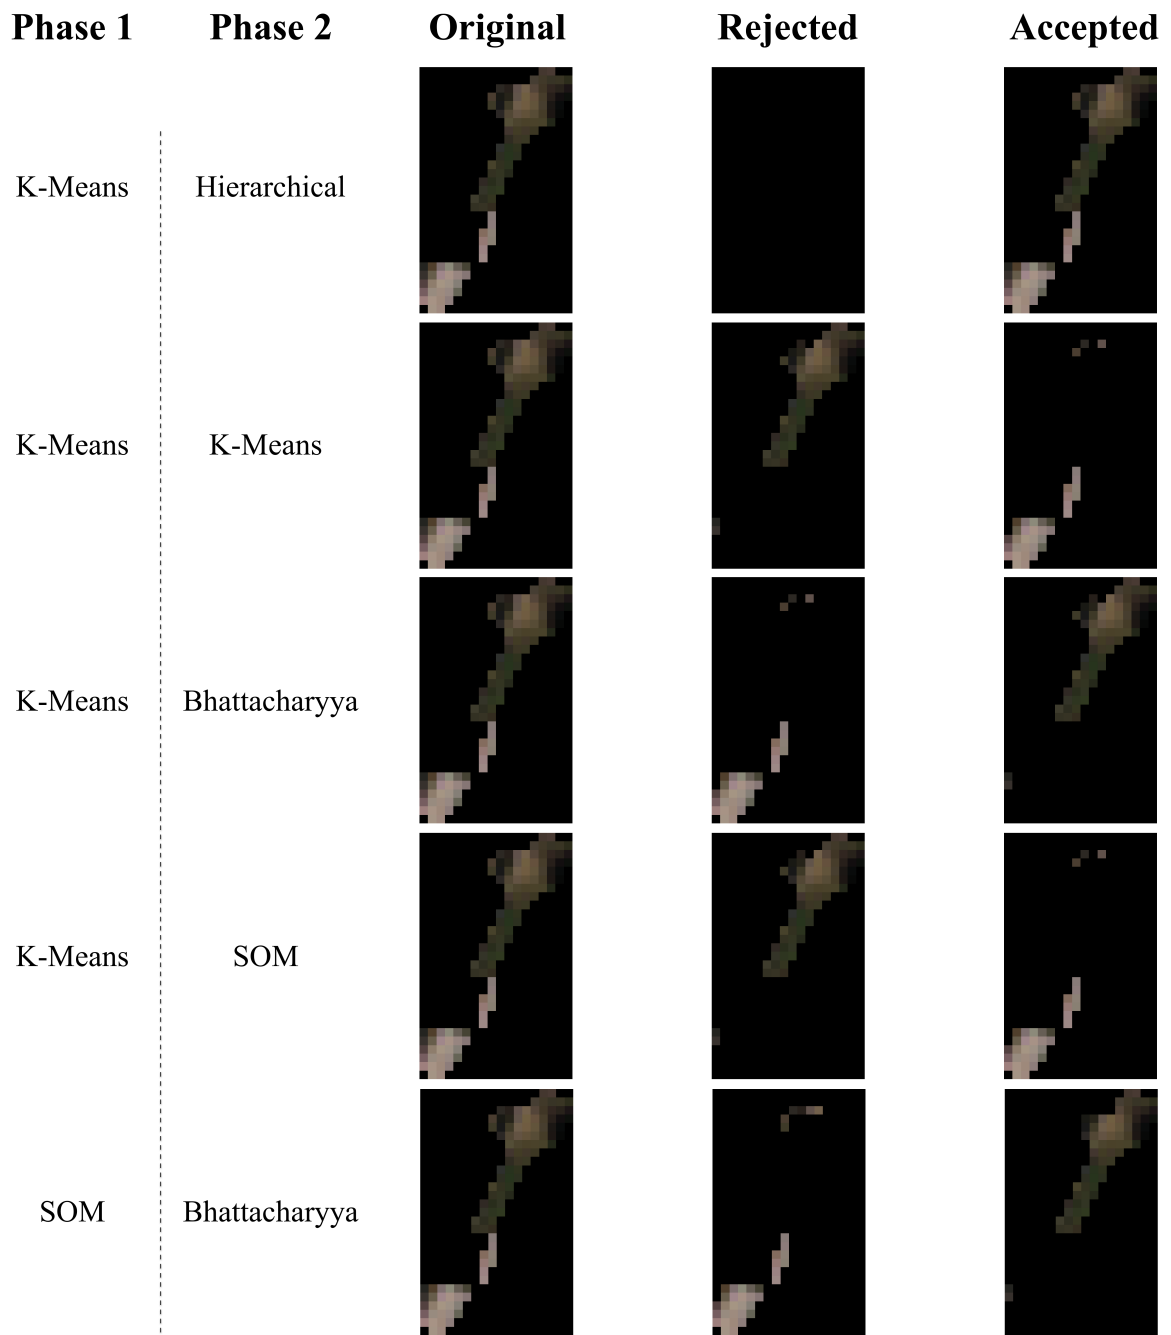 Phase 1 Phase 2 Original Rejected Accepted
K-Means Hierarchical
K-Means K-Means
K-Means Bhattacharyya
K-Means SOM
SOM Bhattacharyya